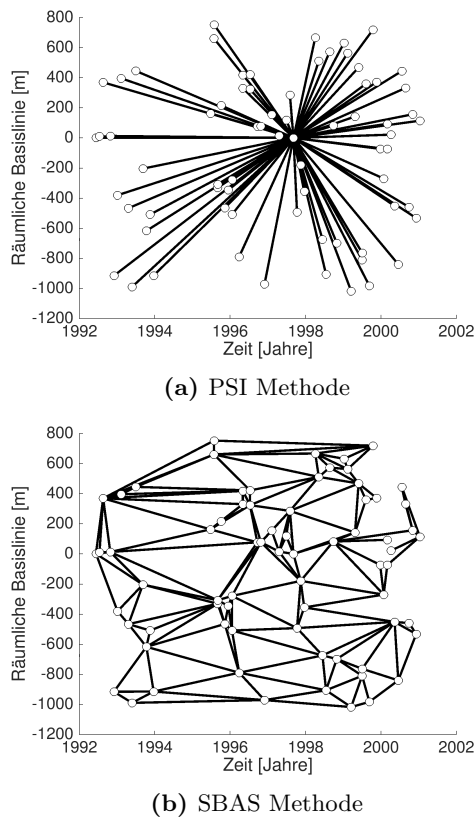 800
600
400
200
0
-200
-400
-600
-800
-1000
-1200
Räumliche Basislinie [m]
1992 1994 1996 1998 2000 2002
Zeit [Jahre]
(a) PSI Methode
800
600
400
200
0
-200
-400
-600
-800
-1000
-1200
Räumliche Basislinie [m]
1992 1994 1996 1998 2000 2002
Zeit [Jahre]
(b) SBAS Methode